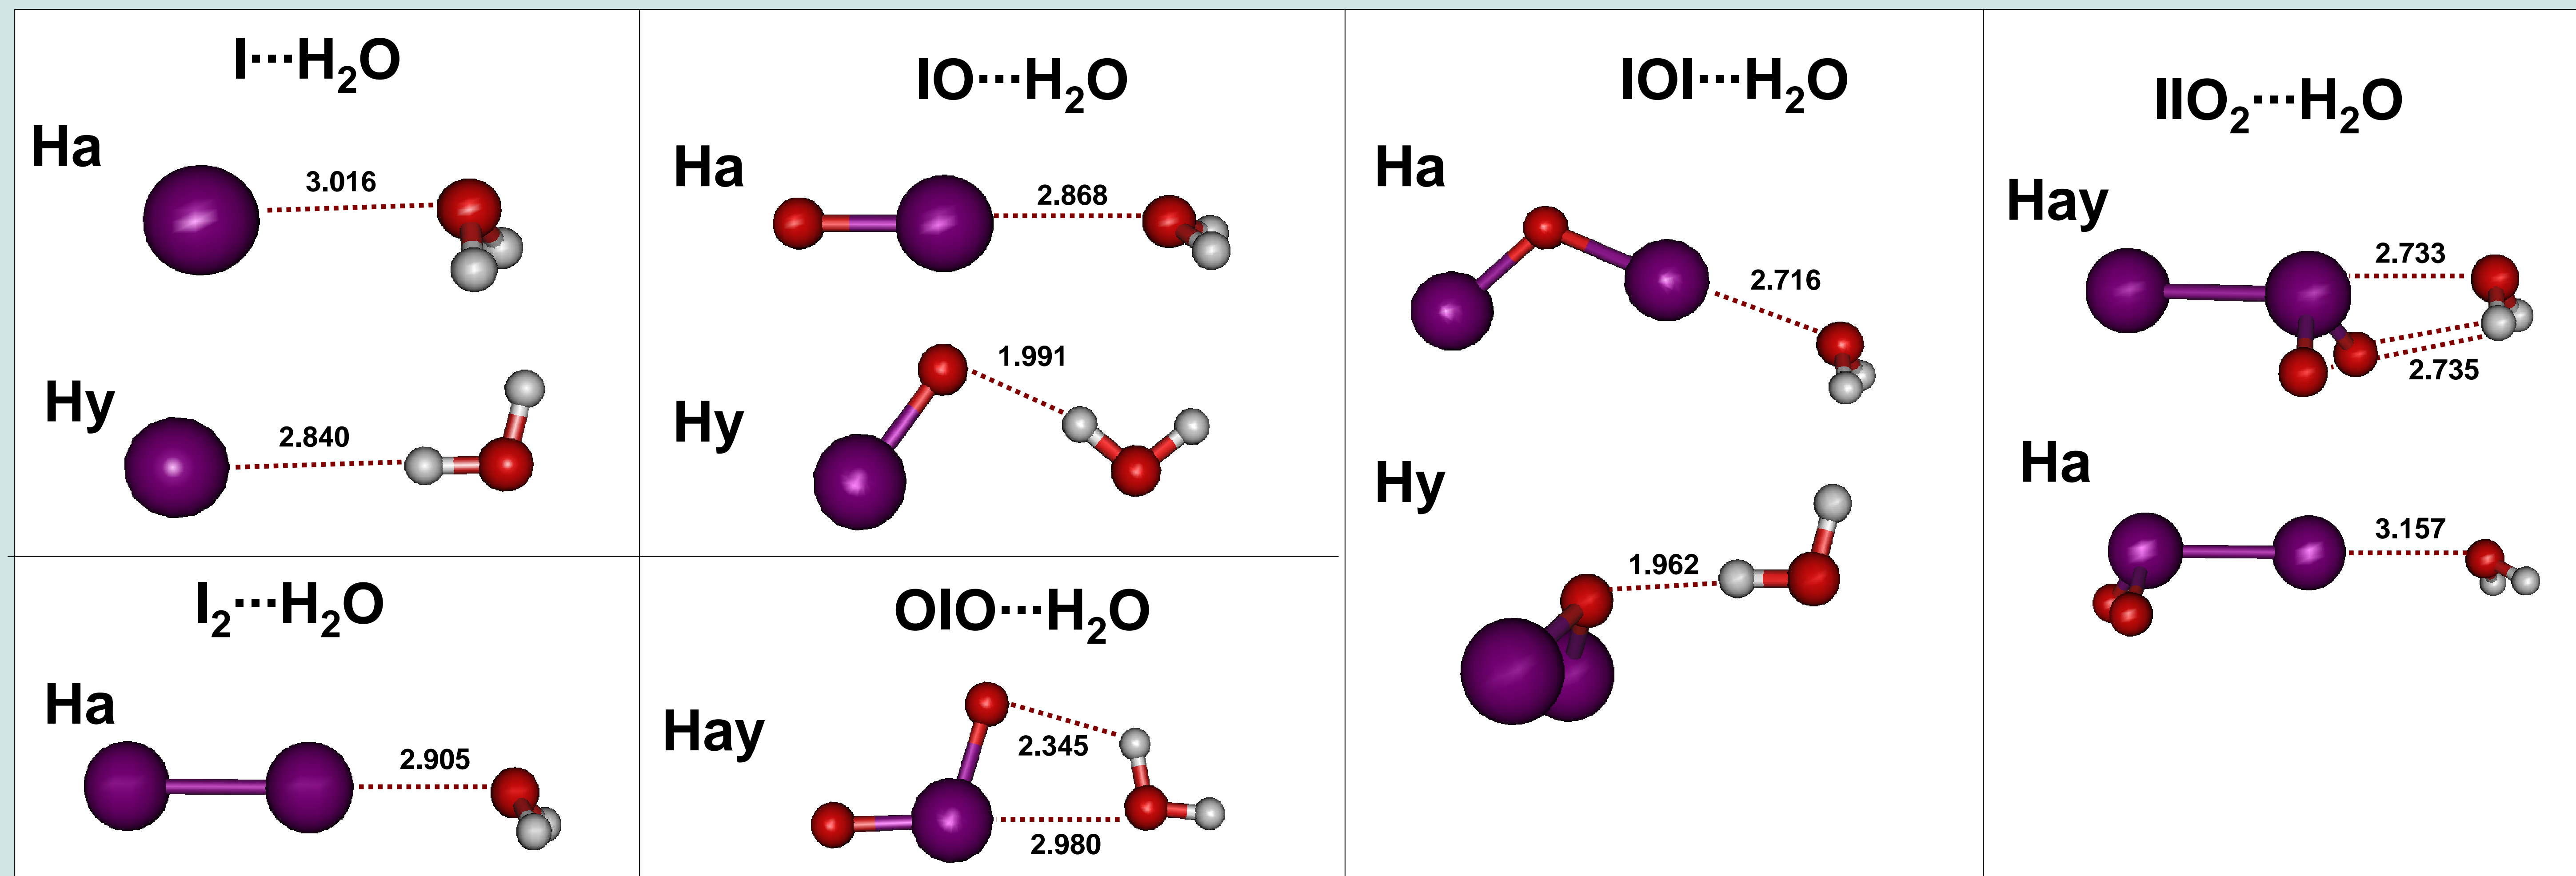 I···H₂O
Ha
3.016
Hy
2.840
I₂···H₂O
Ha
2.905
IO···H₂O
Ha
2.868
Hy
1.991
OIO···H₂O
Hay
2.345
2.980
IOI···H₂O
Ha
2.716
Hy
1.962
IIO₂···H₂O
Hay
2.733
2.735
Ha
3.157